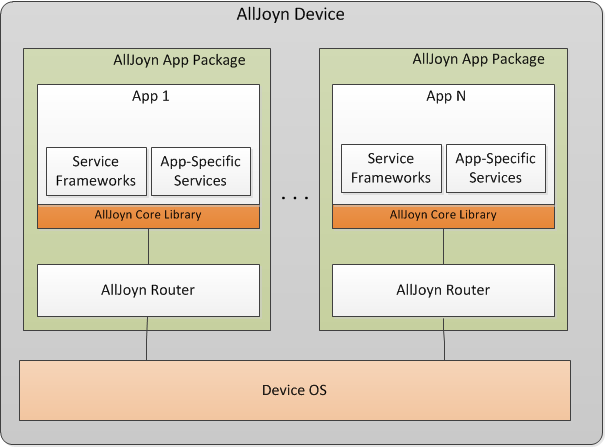 AllJoyn Device
AllJoyn App Package
App 1
Service
Frameworks
App-Specific
Services
AllJoyn Core Library
AllJoyn Router
. . .
AllJoyn App Package
App N
Service
Frameworks
App-Specific
Services
AllJoyn Core Library
AllJoyn Router
Device OS